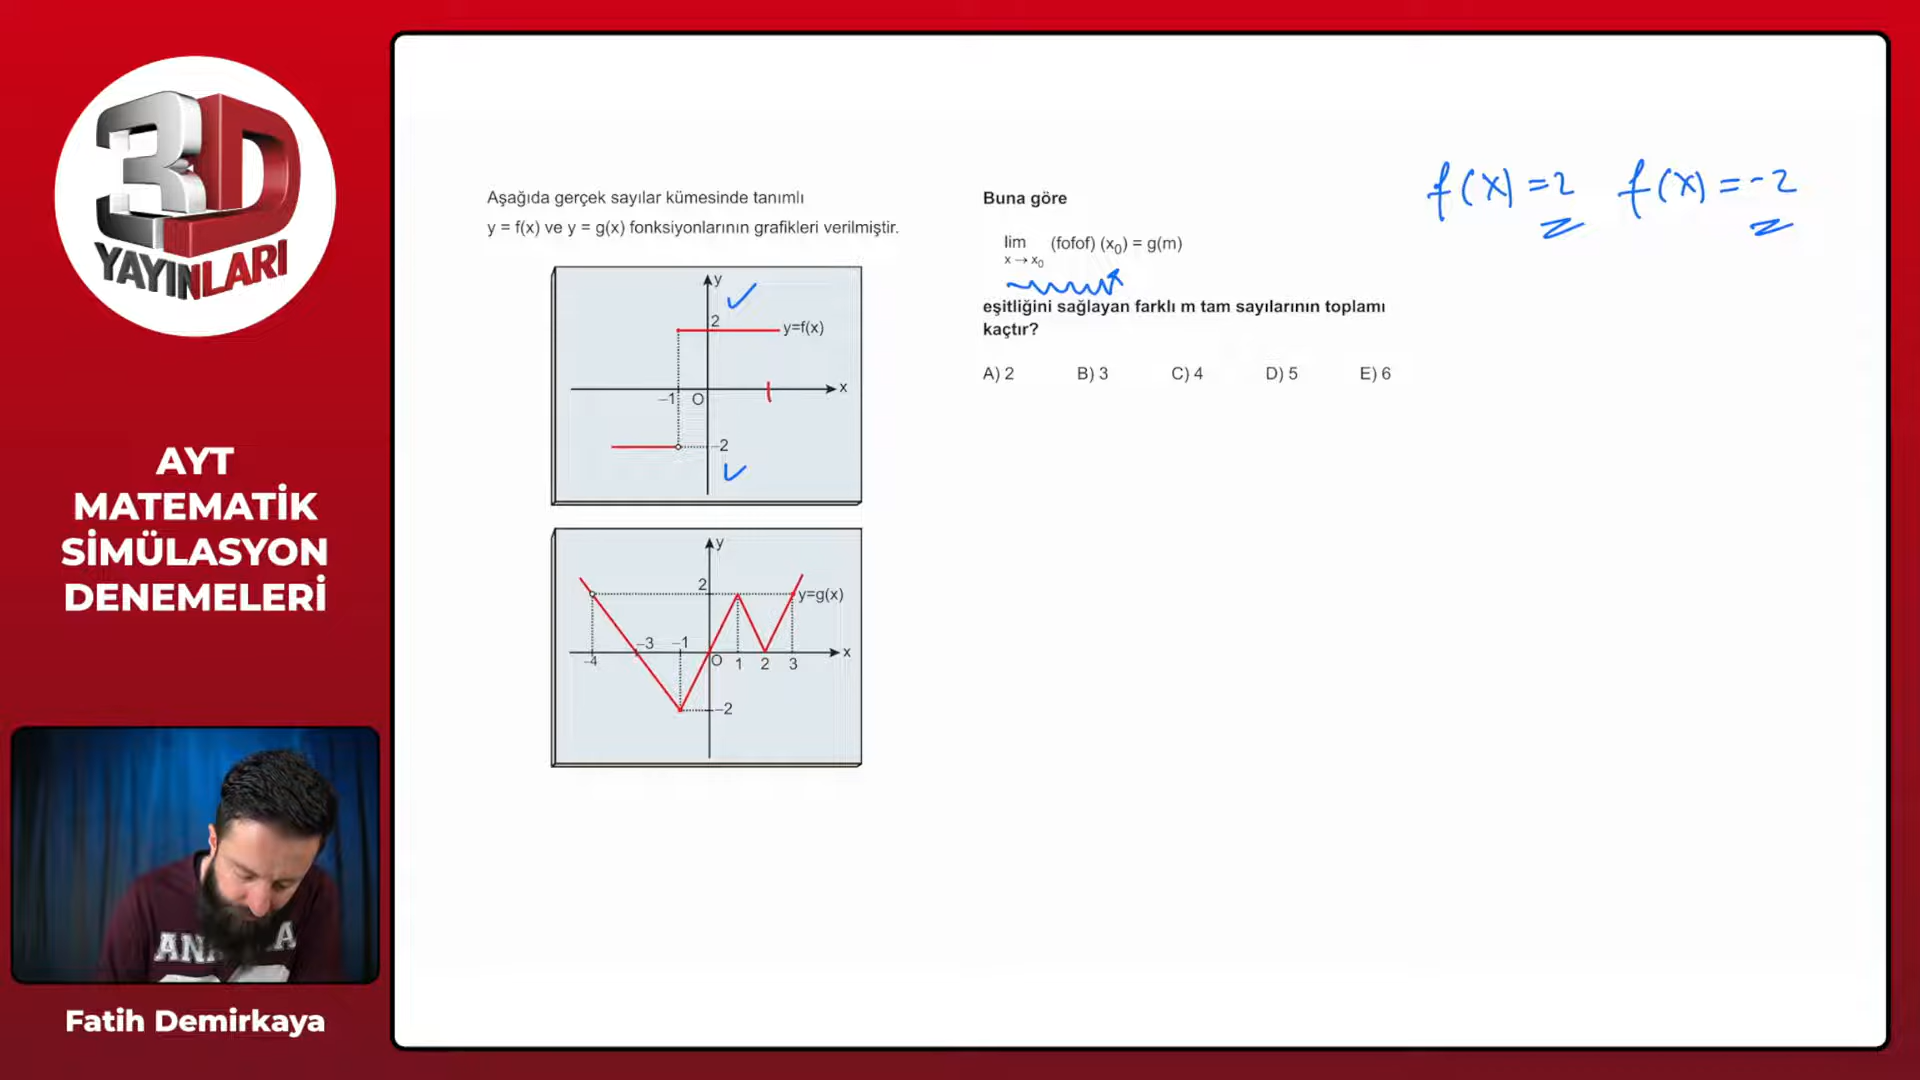 3D
YAYINLARI
AYT
MATEMATİK
SİMÜLASYON
DENEMELERİ
Fatih Demirkaya
Aşağıda gerçek sayılar kümesinde tanımlı
y = f(x) ve y = g(x) fonksiyonlarının grafikleri verilmiştir.
y
2
y=f(x)
x
-1
O
-2
y
2
y=g(x)
-3
-1
x
-4
O
1
2
3
-2
Buna göre
lim (fofof) (x₀) = g(m)
x → x₀
eşitliğini sağlayan farklı m tam sayılarının toplamı
kaçtır?
A) 2 B) 3 C) 4 D) 5 E) 6
f(x) = 2 f(x) = -2